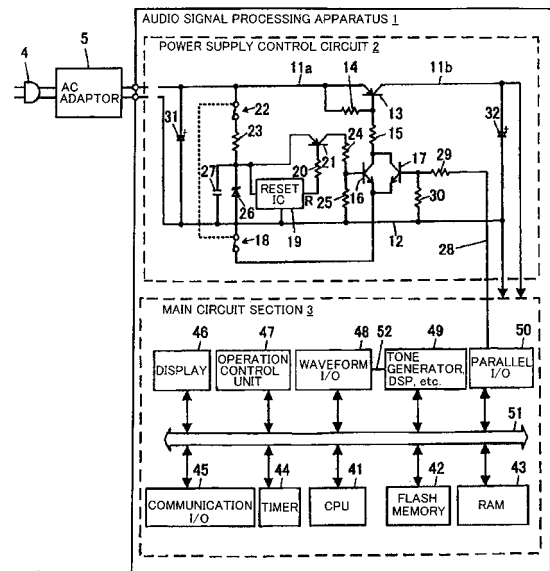 AUDIO SIGNAL PROCESSING APPARATUS 1
POWER SUPPLY CONTROL CIRCUIT 2
4
5
AC
ADAPTOR
11a
14
11b
13
22
31
23
15
32
24
20
21
27
17
29
RESET
IC
R
26
25
16
30
19
18
12
28
MAIN CIRCUIT SECTION 3
46
47
48
52
49
50
DISPLAY
OPERATION
CONTROL
UNIT
WAVEFORM
I/O
TONE
GENERATOR,
DSP, etc.
PARALLEL
I/O
51
45
44
41
42
43
COMMUNICATION
I/O
TIMER
CPU
FLASH
MEMORY
RAM